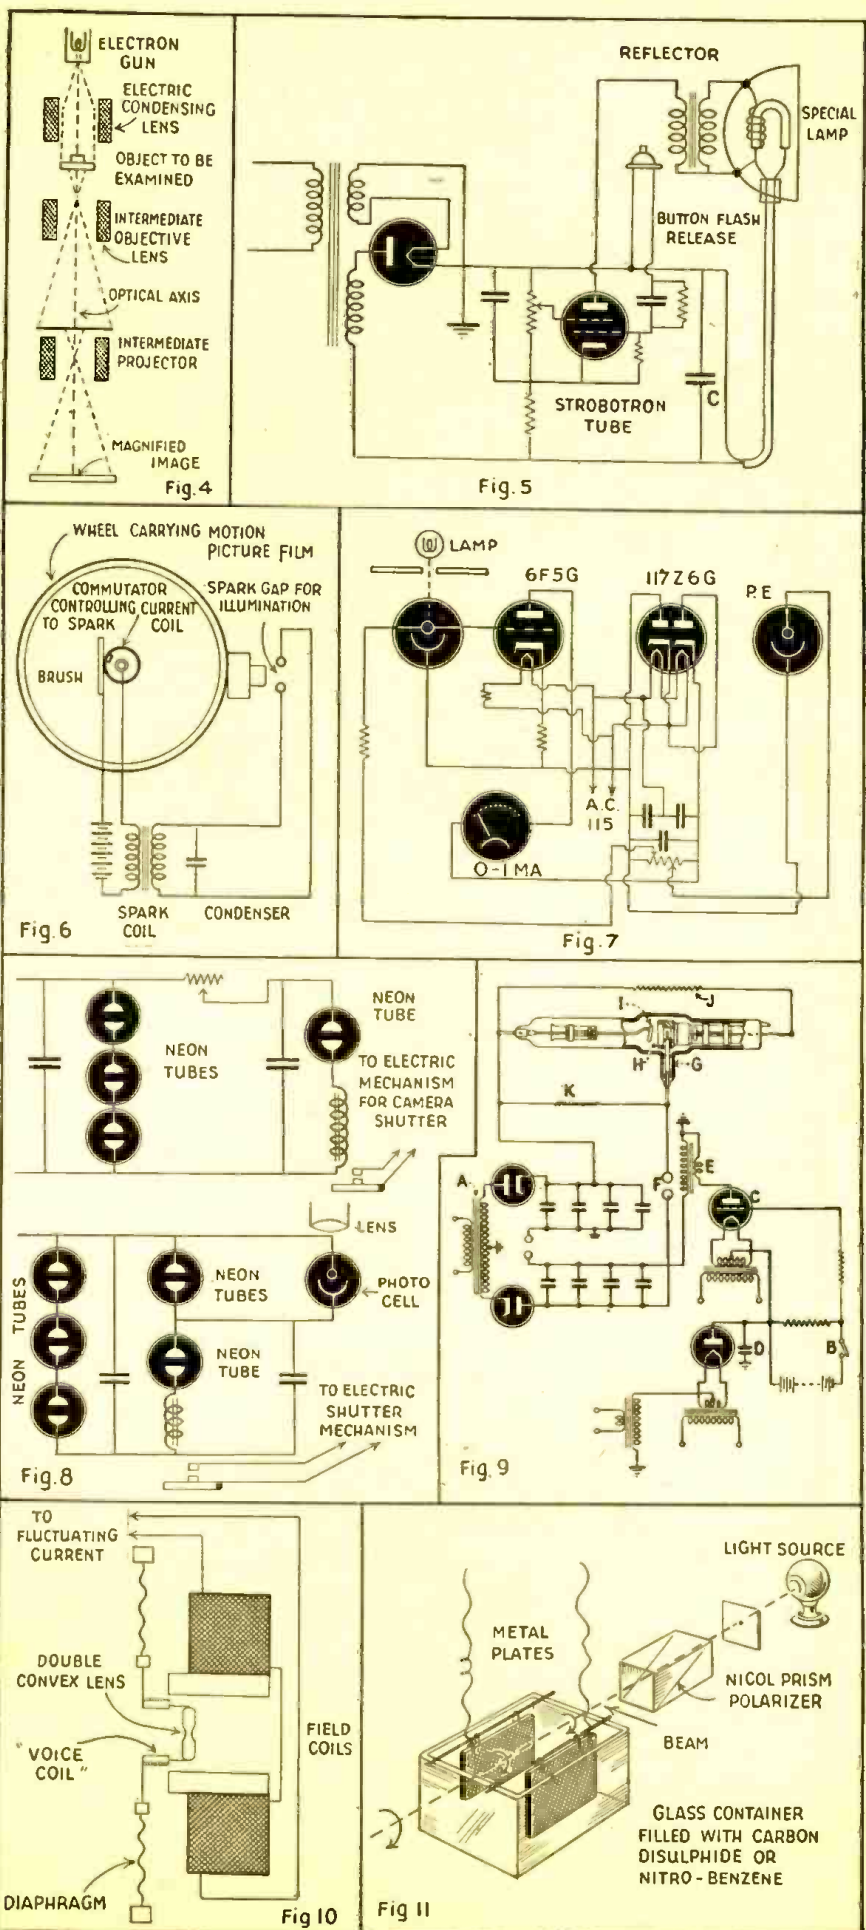 ELECTRON
GUN
ELECTRIC
CONDENSING
LENS
OBJECT TO BE
EXAMINED
INTERMEDIATE
OBJECTIVE
LENS
OPTICAL AXIS
INTERMEDIATE
PROJECTOR
MAGNIFIED
IMAGE
Fig.4
REFLECTOR
SPECIAL
LAMP
BUTTON FLASH
RELEASE
STROBOTRON
TUBE
C
Fig.5
WHEEL CARRYING MOTION
PICTURE FILM
COMMUTATOR
CONTROLLING CURRENT
TO SPARK COIL
SPARK GAP FOR
ILLUMINATION
BRUSH
SPARK
COIL
CONDENSER
Fig.6
LAMP
6F5G
117Z6G
P.E
A.C.
115
0-1MA
Fig.7
NEON
TUBES
NEON
TUBE
TO ELECTRIC
MECHANISM
FOR CAMERA
SHUTTER
LENS
NEON TUBES
NEON
TUBES
PHOTO
CELL
NEON
TUBE
TO ELECTRIC
SHUTTER
MECHANISM
Fig.8
I
J
H
G
K
A
F
E
C
D
B
Fig.9
TO
FLUCTUATING
CURRENT
DOUBLE
CONVEX LENS
"VOICE
COIL"
FIELD
COILS
DIAPHRAGM
Fig 10
LIGHT SOURCE
METAL
PLATES
NICOL PRISM
POLARIZER
BEAM
GLASS CONTAINER
FILLED WITH CARBON
DISULPHIDE OR
NITRO-BENZENE
Fig 11